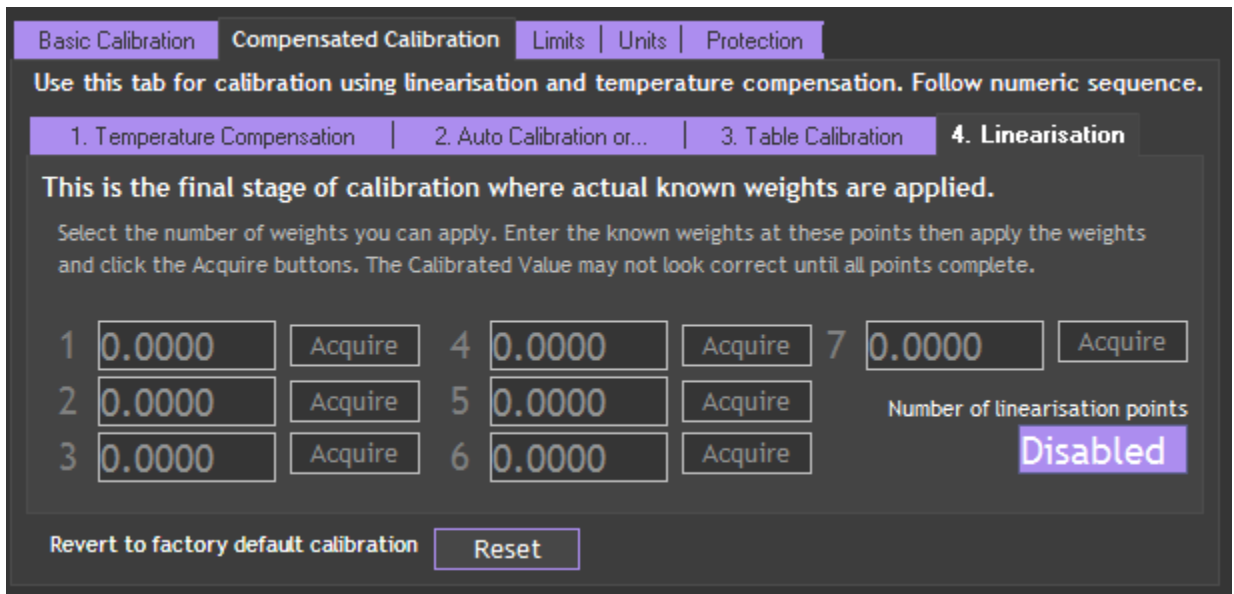 Basic Calibration Compensated Calibration Limits | Units | Protection
Use this tab for calibration using linearisation and temperature compensation. Follow numeric sequence.
1. Temperature Compensation | 2. Auto Calibration or... | 3. Table Calibration 4. Linearisation
This is the final stage of calibration where actual known weights are applied.
Select the number of weights you can apply. Enter the known weights at these points then apply the weights
and click the Acquire buttons. The Calibrated Value may not look correct until all points complete.
1 0.0000 Acquire 4 0.0000 Acquire 7 0.0000 Acquire
2 0.0000 Acquire 5 0.0000 Acquire Number of linearisation points
3 0.0000 Acquire 6 0.0000 Acquire Disabled
Revert to factory default calibration Reset